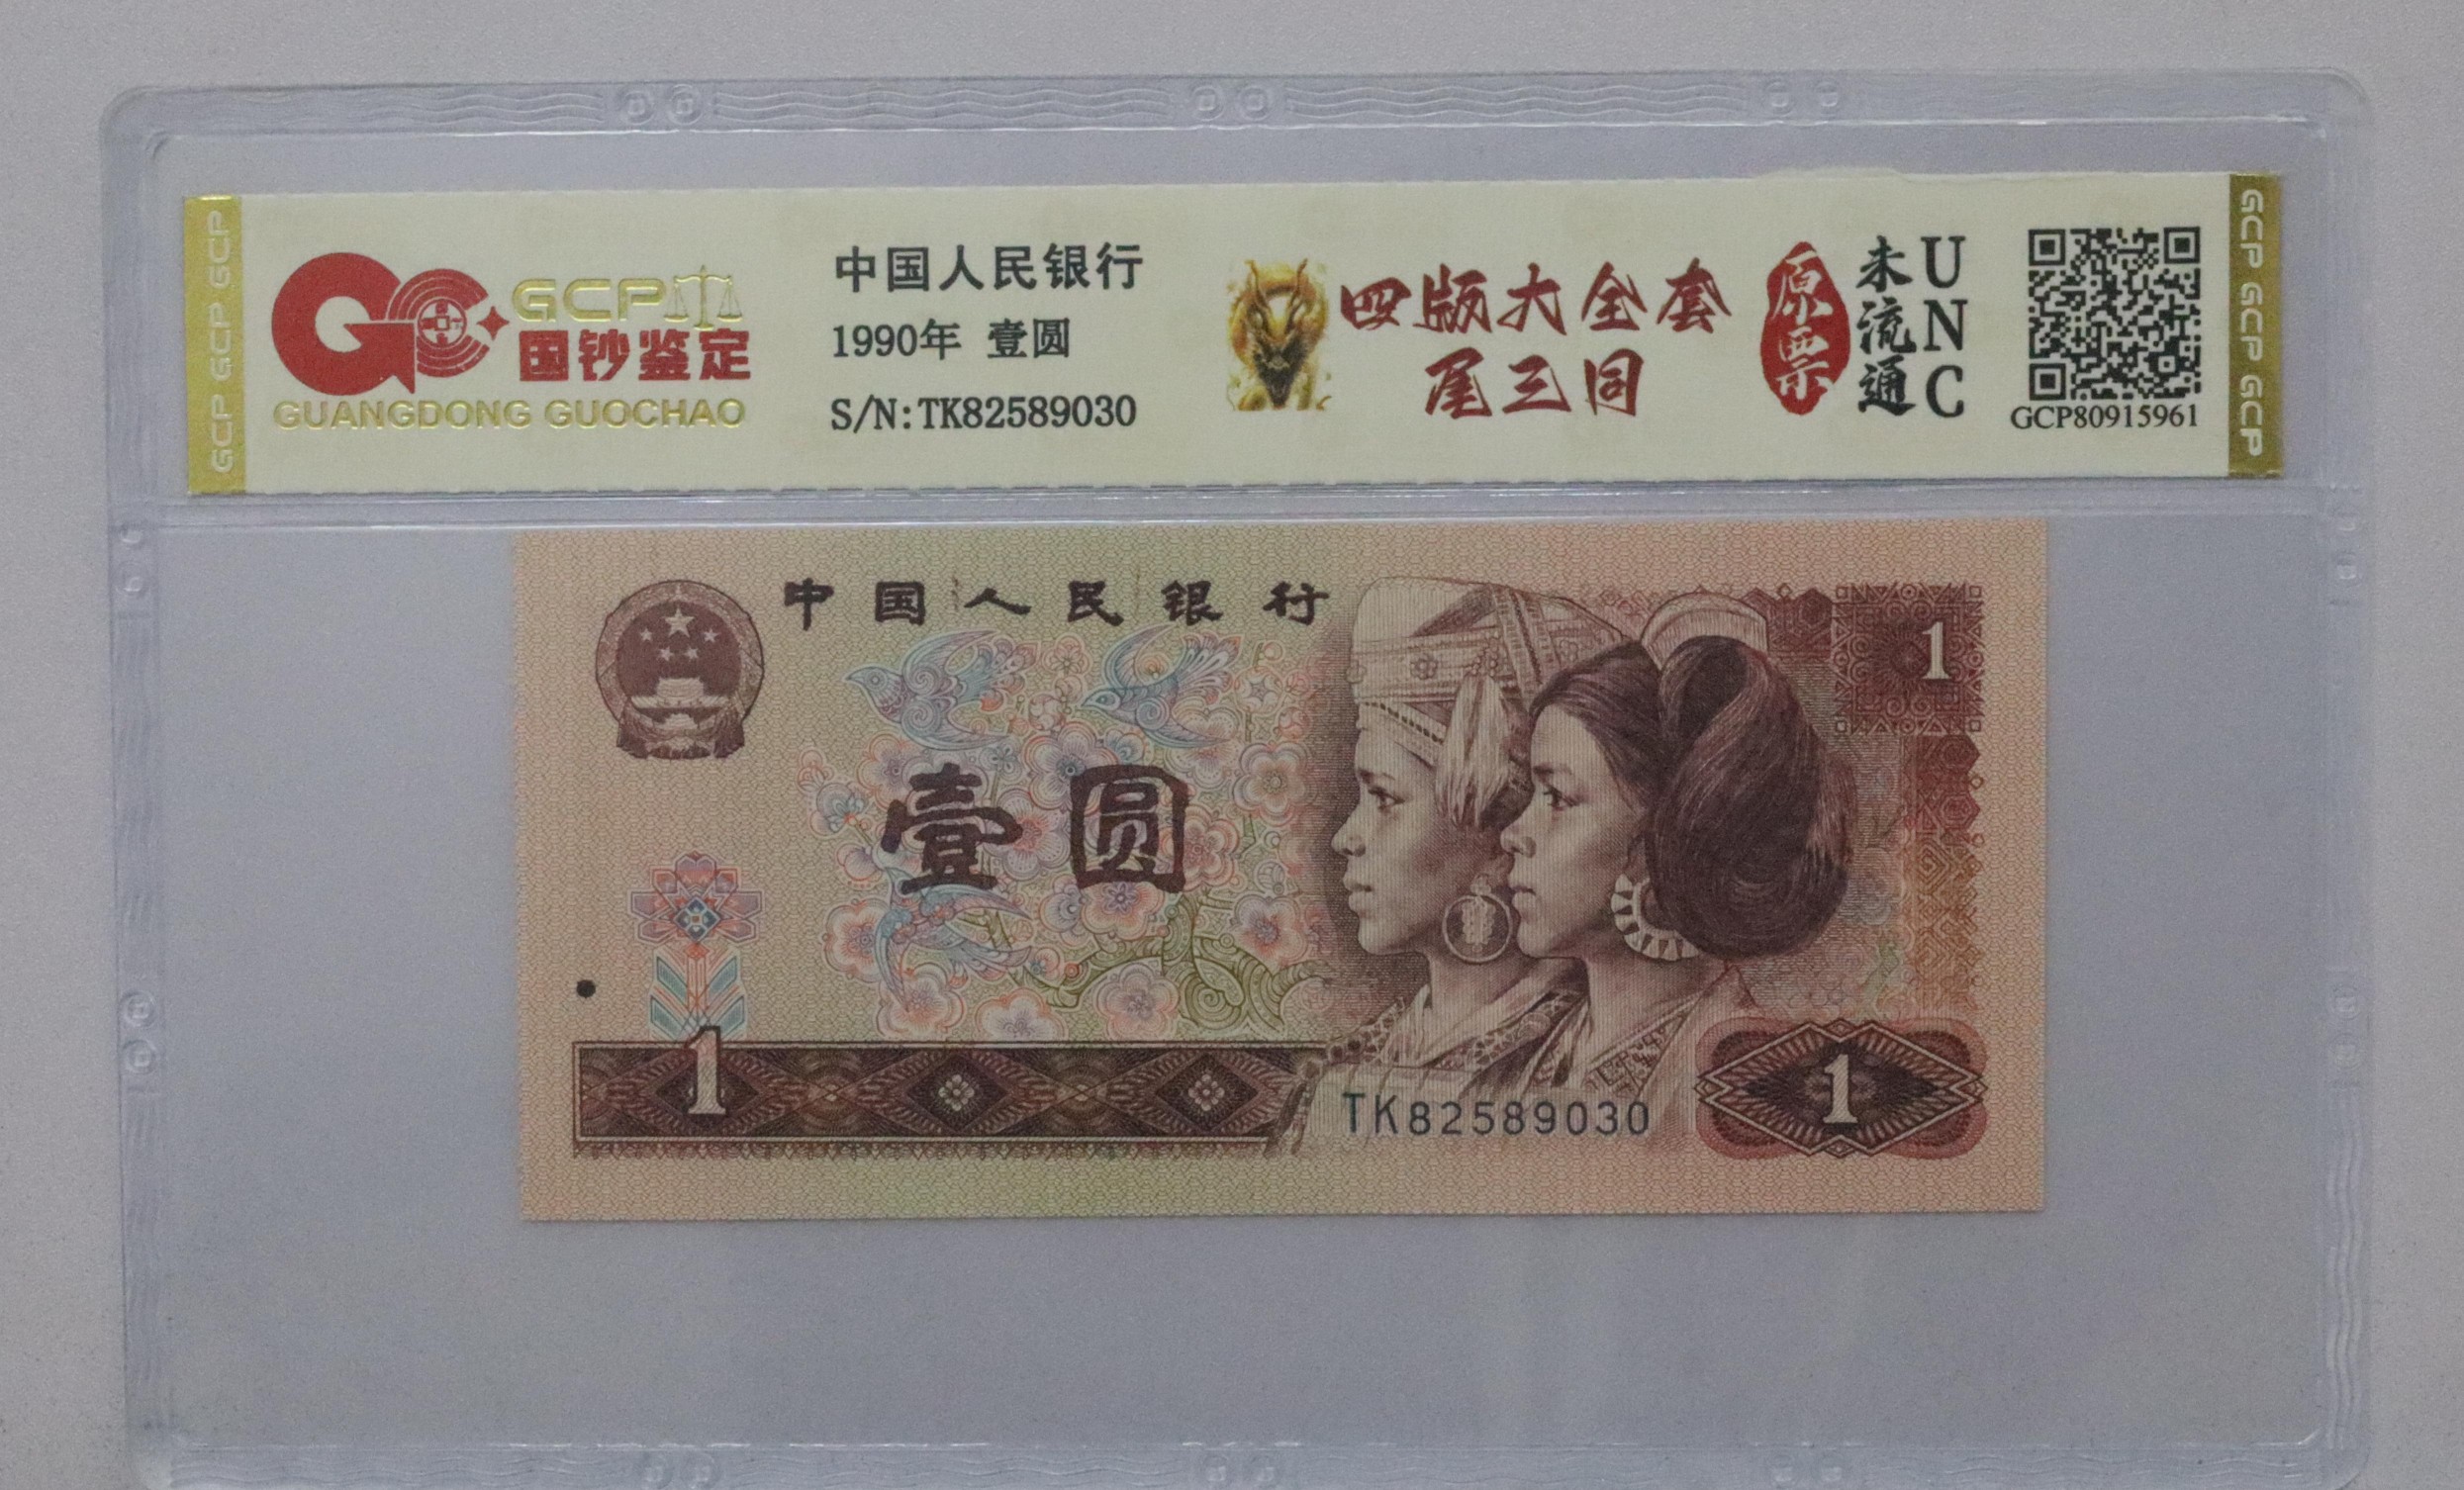 GCP
国钞鉴定
GUANGDONG GUOCHAO
中国人民银行
1990年 壹圆
S/N:TK82589030
四版大全套
尾三同
原票
未流通
UNC
GCP80915961
GCP GCP GCP
GCP GCP GCP
中国人民银行
1
壹圆
1
TK82589030
1